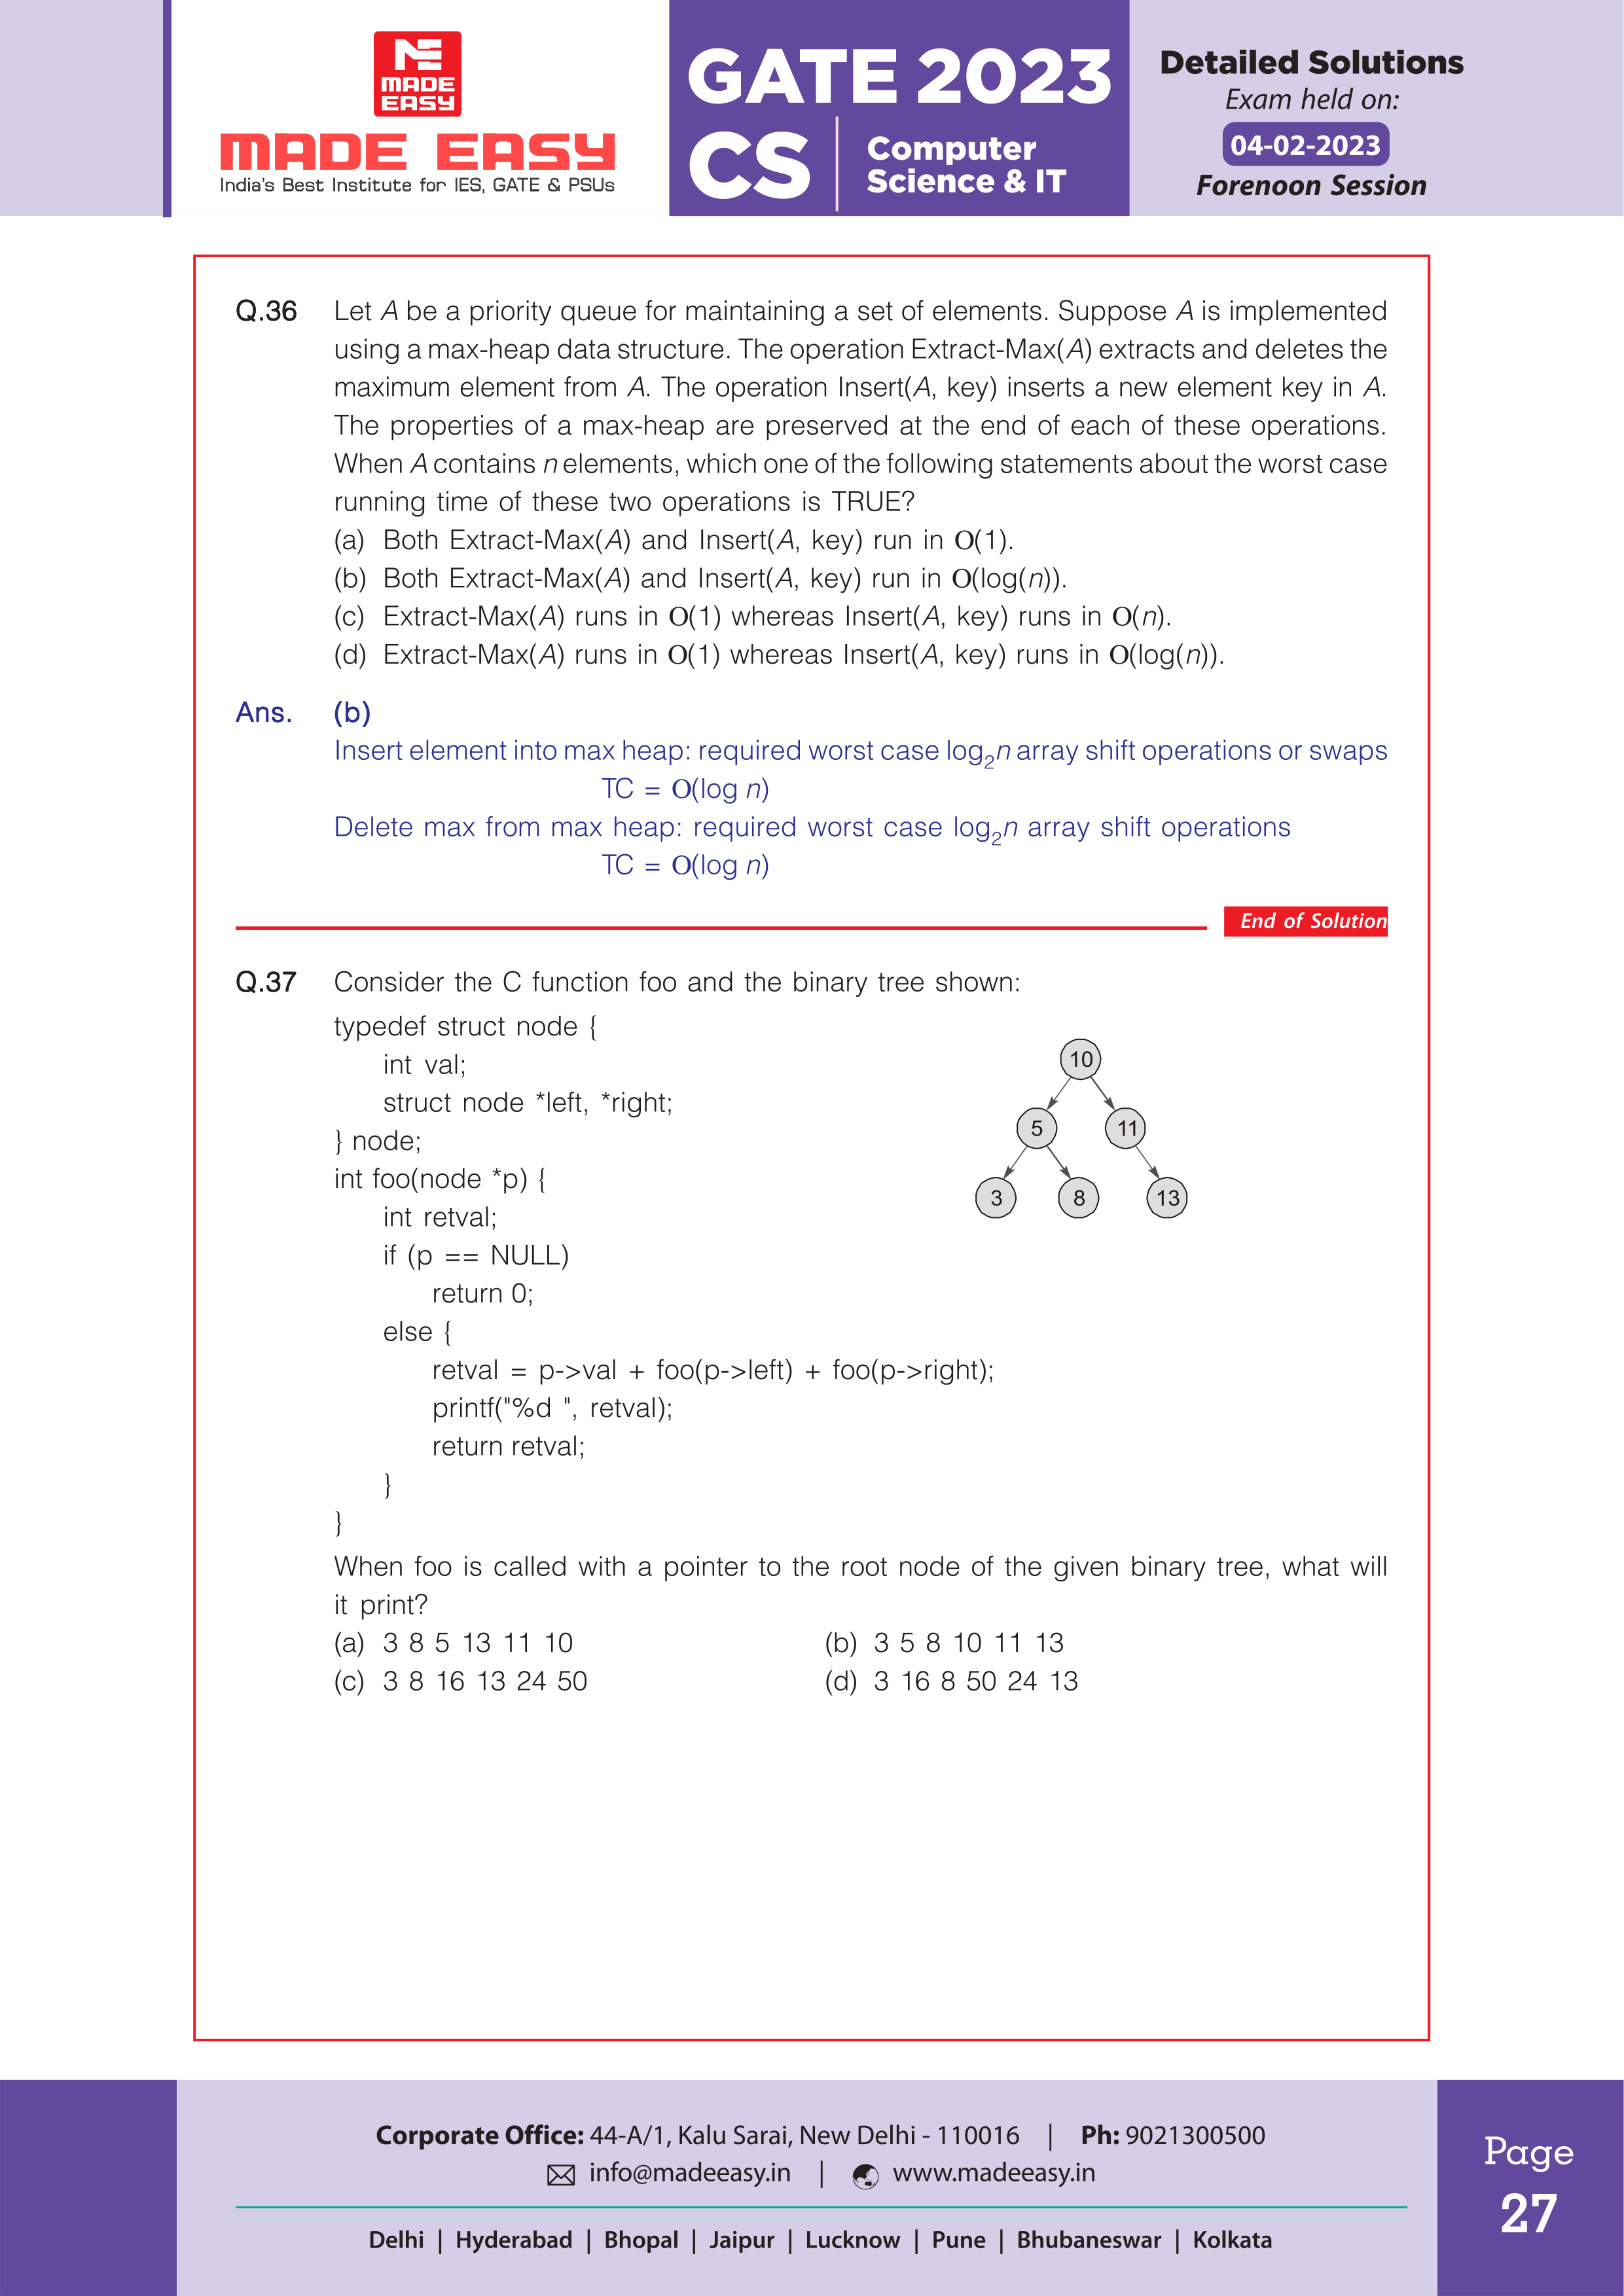 MADE
EASY
MADE EASY
India's Best Institute for IES, GATE & PSUs
GATE 2023
CS
Computer
Science & IT
Detailed Solutions
Exam held on:
04-02-2023
Forenoon Session
Q.36 Let A be a priority queue for maintaining a set of elements. Suppose A is implemented
using a max-heap data structure. The operation Extract-Max(A) extracts and deletes the
maximum element from A. The operation Insert(A, key) inserts a new element key in A.
The properties of a max-heap are preserved at the end of each of these operations.
When A contains n elements, which one of the following statements about the worst case
running time of these two operations is TRUE?
(a) Both Extract-Max(A) and Insert(A, key) run in O(1).
(b) Both Extract-Max(A) and Insert(A, key) run in O(log(n)).
(c) Extract-Max(A) runs in O(1) whereas Insert(A, key) runs in O(n).
(d) Extract-Max(A) runs in O(1) whereas Insert(A, key) runs in O(log(n)).
Ans. (b)
Insert element into max heap: required worst case log₂n array shift operations or swaps
TC = O(log n)
Delete max from max heap: required worst case log₂n array shift operations
TC = O(log n)
End of Solution
Q.37 Consider the C function foo and the binary tree shown:
typedef struct node {
int val;
struct node *left, *right;
} node;
int foo(node *p) {
int retval;
if (p == NULL)
return 0;
else {
retval = p->val + foo(p->left) + foo(p->right);
printf("%d ", retval);
return retval;
}
}
10
5 11
3 8 13
When foo is called with a pointer to the root node of the given binary tree, what will
it print?
(a) 3 8 5 13 11 10 (b) 3 5 8 10 11 13
(c) 3 8 16 13 24 50 (d) 3 16 8 50 24 13
Corporate Office: 44-A/1, Kalu Sarai, New Delhi - 110016 | Ph: 9021300500
info@madeeasy.in | www.madeeasy.in
Delhi | Hyderabad | Bhopal | Jaipur | Lucknow | Pune | Bhubaneswar | Kolkata
Page
27